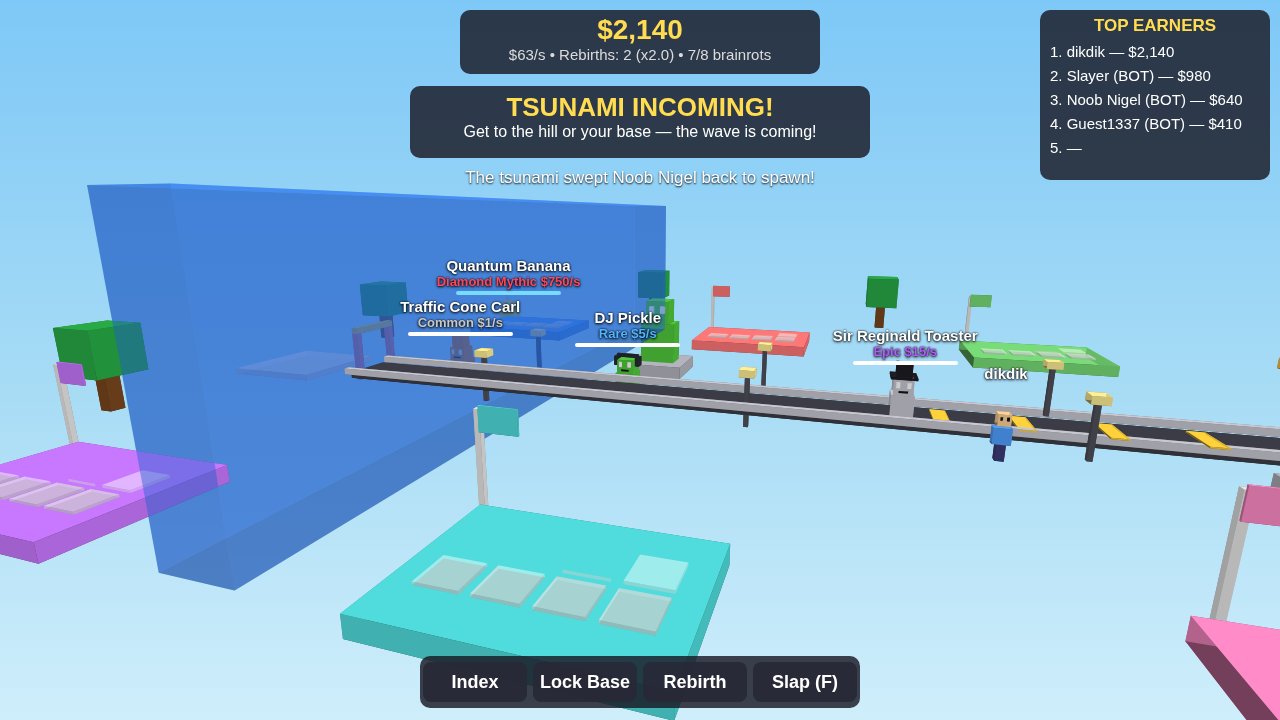 $2,140
$63/s • Rebirths: 2 (x2.0) • 7/8 brainrots
TSUNAMI INCOMING!
Get to the hill or your base — the wave is coming!
The tsunami swept Noob Nigel back to spawn!
TOP EARNERS
1. dikdik — $2,140
2. Slayer (BOT) — $980
3. Noob Nigel (BOT) — $640
4. Guest1337 (BOT) — $410
5. —
Quantum Banana
Diamond Mythic $750/s
Traffic Cone Carl
Common $1/s
DJ Pickle
Rare $5/s
Sir Reginald Toaster
Epic $15/s
dikdik
Index
Lock Base
Rebirth
Slap (F)